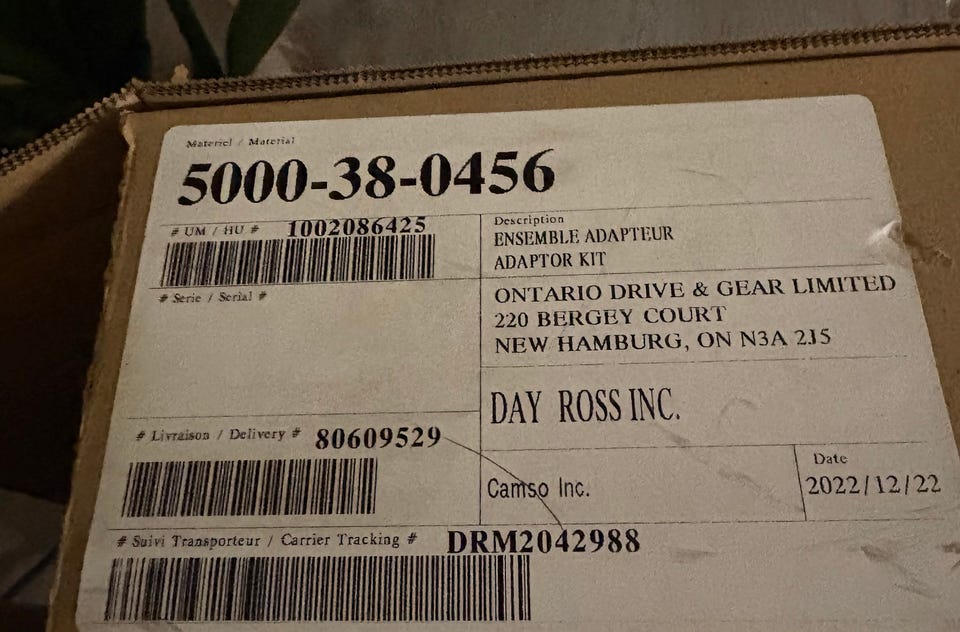 Materiel / Material
5000-38-0456
# UM / HU # 1002086425
Description
ENSEMBLE ADAPTEUR
ADAPTOR KIT
# Serie / Serial #
ONTARIO DRIVE & GEAR LIMITED
220 BERGEY COURT
NEW HAMBURG, ON N3A 2J5
DAY ROSS INC.
# Livraison / Delivery # 80609529
Camso Inc.
Date
2022/12/22
# Suivi Transporteur / Carrier Tracking # DRM2042988